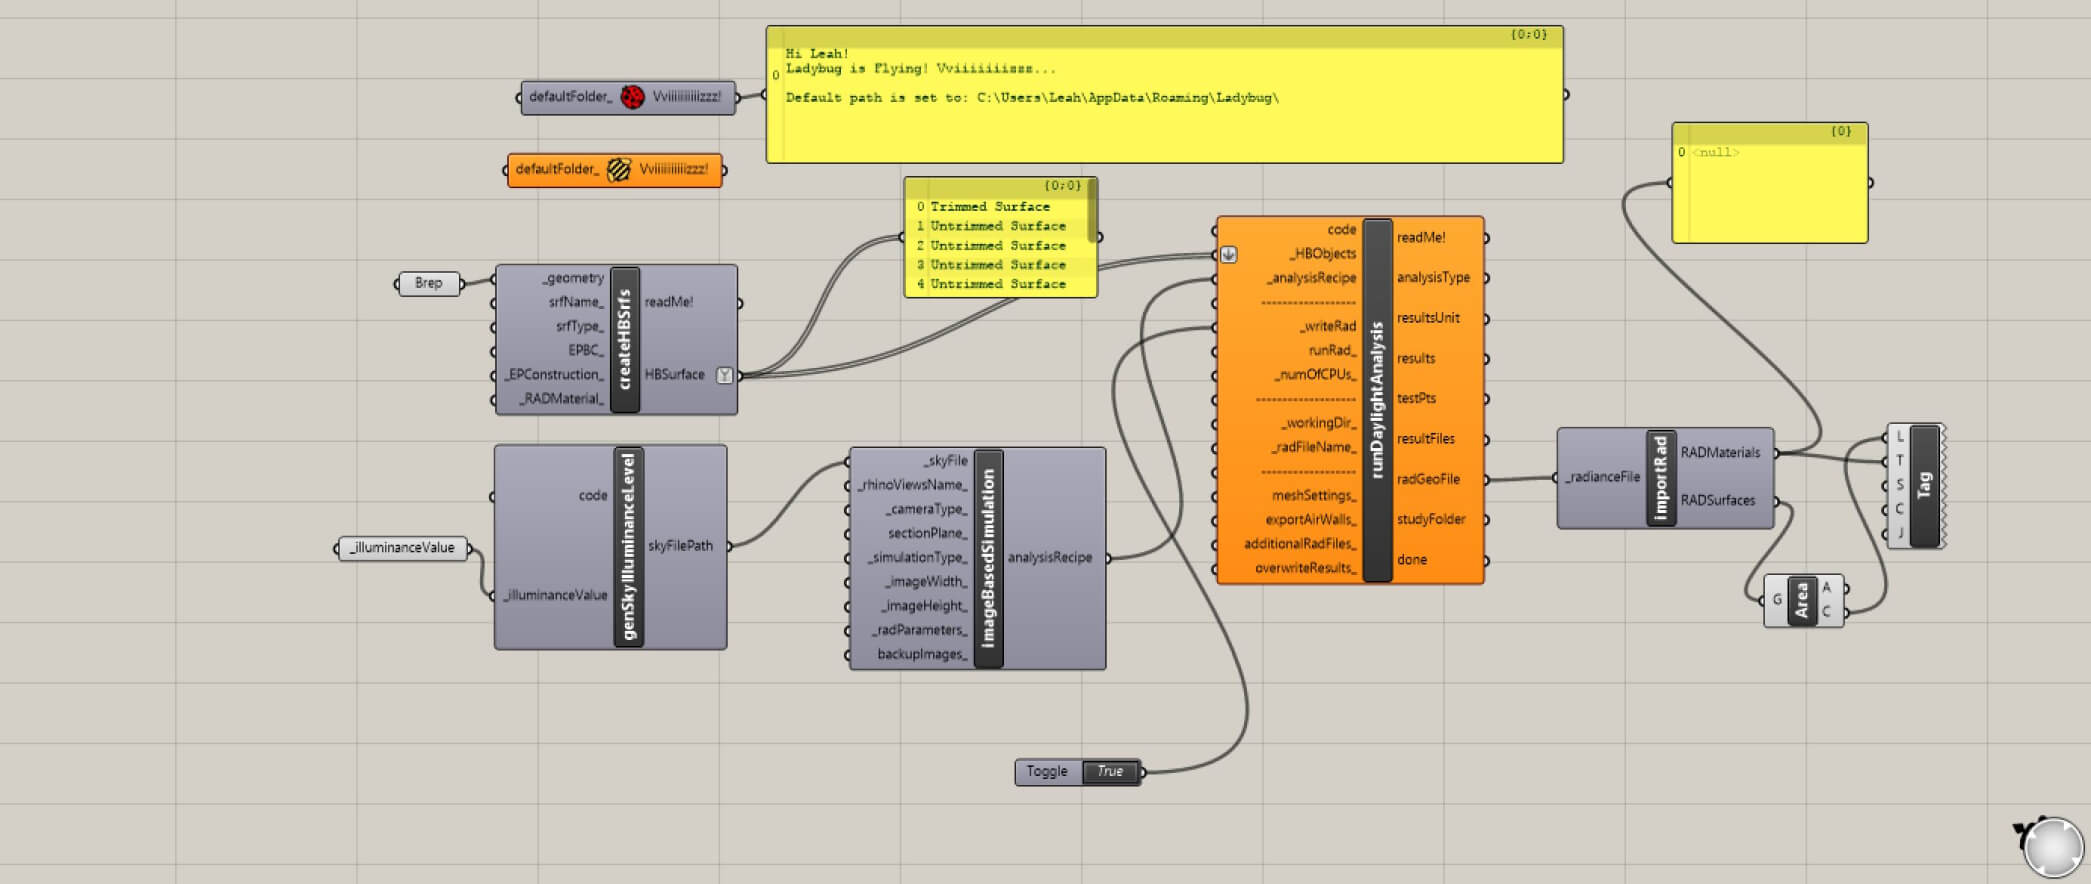 {0;0}
Hi Leah!
0
Ladybug is Flying! Vviiiiiiizzz...
Default path is set to: C:\Users\Leah\AppData\Roaming\Ladybug\
defaultFolder_ Vviiiiiiiiiizzz!
defaultFolder_ Vviiiiiiiiiizzz!
{0}
0 <null>
{0;0}
0 Trimmed Surface
1 Untrimmed Surface
2 Untrimmed Surface
3 Untrimmed Surface
4 Untrimmed Surface
Brep
_geometry
srfName_
srfType_
EPBC_
_EPConstruction_
_RADMaterial_
createHBSrfs
readMe!
HBSurface
_illuminanceValue
code
_illuminanceValue
genSkyIlluminanceLevel
skyFilePath
_skyFile
_rhinoViewsName_
_cameraType_
sectionPlane_
_simulationType_
_imageWidth_
_imageHeight_
_radParameters_
backupImages_
imageBasedSimulation
analysisRecipe
Toggle True
code
_HBObjects
_analysisRecipe
------------------
_writeRad
runRad_
_numOfCPUs_
-------------------
_workingDir_
_radFileName_
------------------
meshSettings_
exportAirWalls_
additionalRadFiles_
overwriteResults_
runDaylightAnalysis
readMe!
analysisType
resultsUnit
results
testPts
resultFiles
radGeoFile
studyFolder
done
_radianceFile
importRad
RADMaterials
RADSurfaces
L
T
S
C
J
Tag
G
Area
A
C